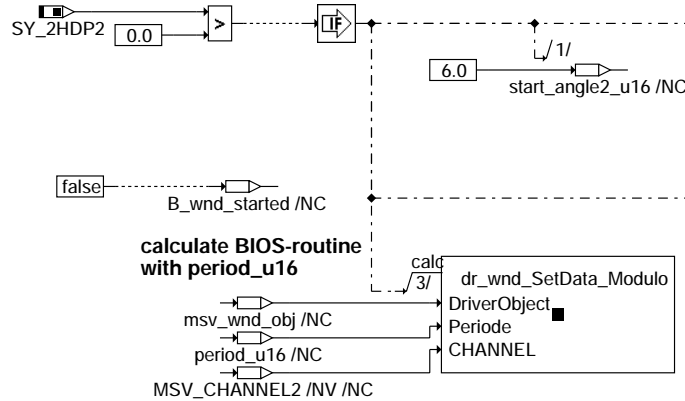 SY_2HDP2
0.0
>
IF
/ 1/
6.0
start_angle2_u16 /NC
false
B_wnd_started /NC
calculate BIOS-routine
with period_u16
calc
3/
dr_wnd_SetData_Modulo
DriverObject
msv_wnd_obj /NC
Periode
period_u16 /NC
CHANNEL
MSV_CHANNEL2 /NV /NC